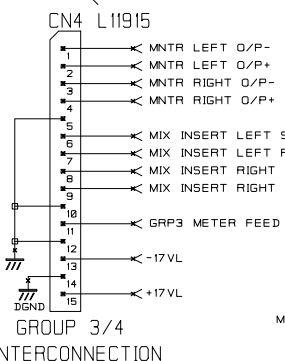 CN4 L11915
MNTR LEFT O/P-
1
MNTR LEFT O/P+
2
MNTR RIGHT O/P-
3
MNTR RIGHT O/P+
4
5
MIX INSERT LEFT S
6
MIX INSERT LEFT
7
MIX INSERT RIGHT
8
MIX INSERT RIGHT
9
10
GRP3 METER FEED
11
12
-17VL
13
14
+17VL
15
DGND
M
GROUP 3/4
NTERCONNECTION